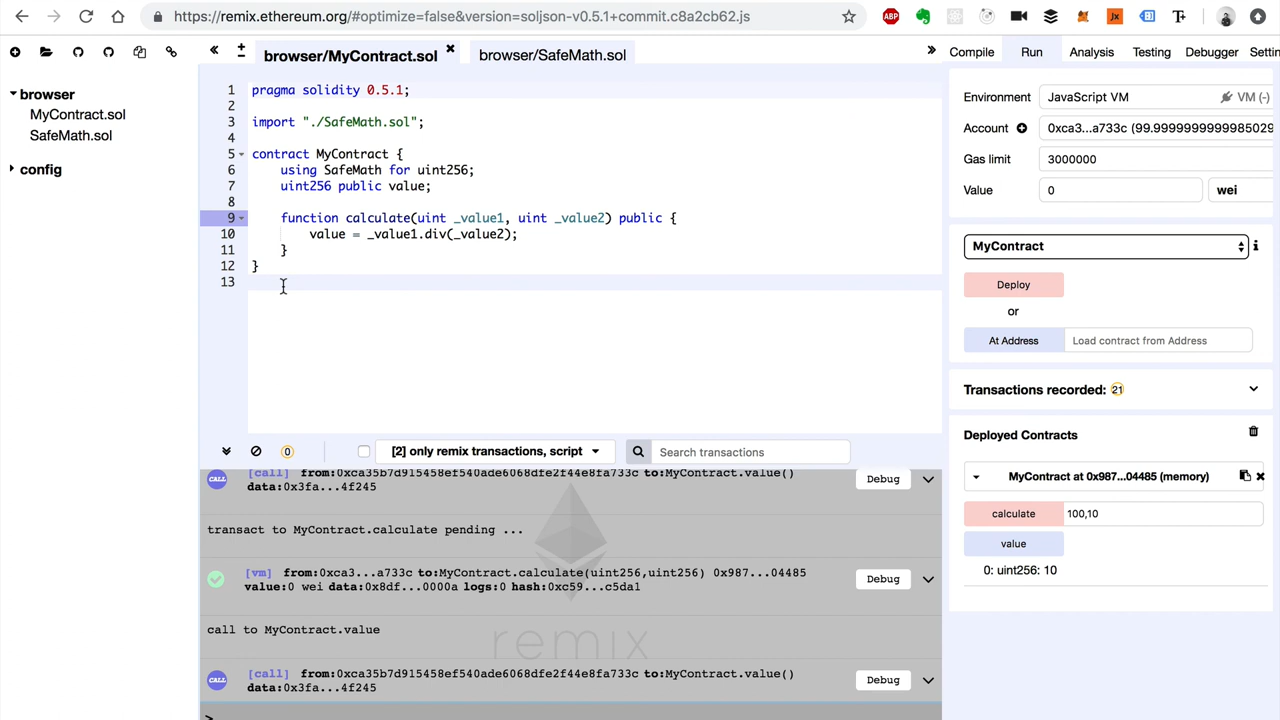 https://remix.ethereum.org/#optimize=false&version=soljson-v0.5.1+commit.c8a2cb62.js
ABP
Jx
browser/MyContract.sol
browser/SafeMath.sol
Compile
Run
Analysis
Testing
Debugger
Settin
browser
MyContract.sol
SafeMath.sol
config
1 pragma solidity 0.5.1;
2
3 import "./SafeMath.sol";
4
5 contract MyContract {
6 using SafeMath for uint256;
7 uint256 public value;
8
9 function calculate(uint _value1, uint _value2) public {
10 value = _value1.div(_value2);
11 }
12 }
13
Environment JavaScript VM VM (-)
Account 0xca3...a733c (99.9999999999985029
Gas limit 3000000
Value 0 wei
MyContract
Deploy
or
At Address Load contract from Address
Transactions recorded: 21
Deployed Contracts
MyContract at 0x987...04485 (memory)
calculate 100,10
value
0: uint256: 10
0 [2] only remix transactions, script Search transactions
CALL [call] from:0xca35b7d915458ef540ade6068dfe2f44e8fa733c to:MyContract.value() Debug
data:0x3fa...4f245
transact to MyContract.calculate pending ...
[vm] from:0xca3...a733c to:MyContract.calculate(uint256,uint256) 0x987...04485 Debug
value:0 wei data:0x8df...0000a logs:0 hash:0xc59...c5da1
call to MyContract.value
remix
CALL [call] from:0xca35b7d915458ef540ade6068dfe2f44e8fa733c to:MyContract.value() Debug
data:0x3fa...4f245
>